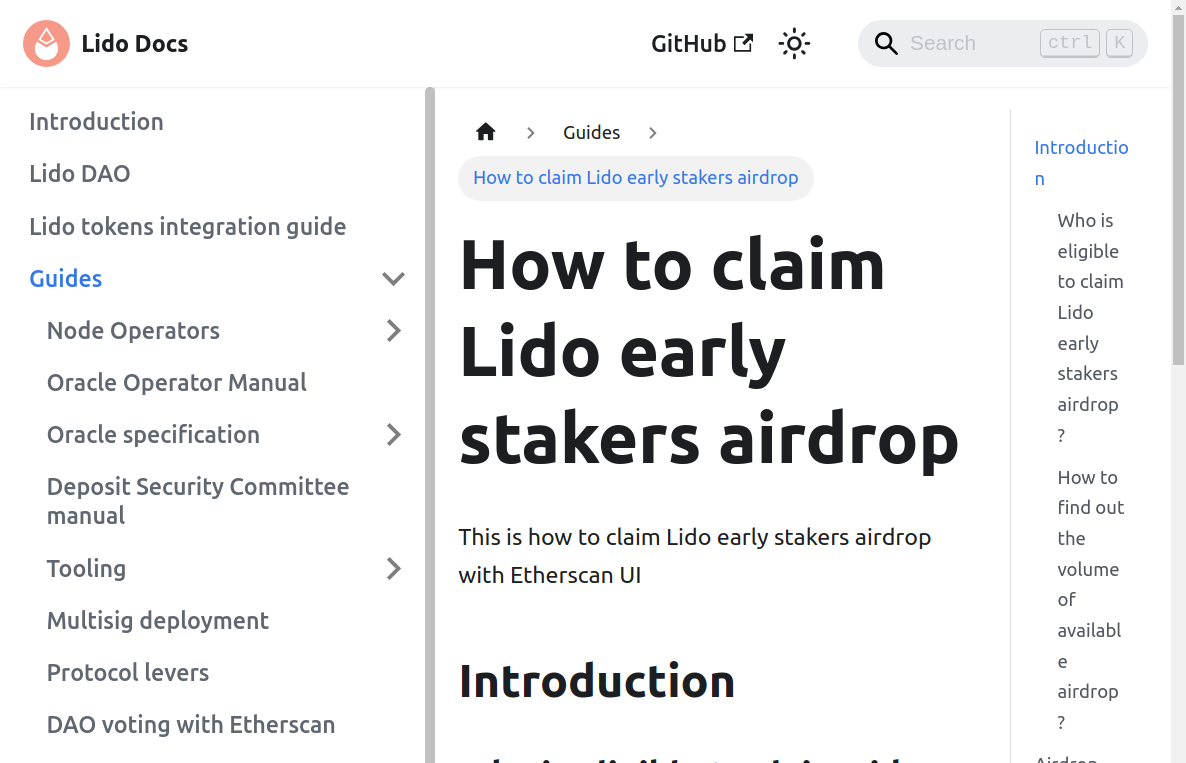 Lido Docs
GitHub
Search
ctrl
K
Introduction
Lido DAO
Lido tokens integration guide
Guides
Node Operators
Oracle Operator Manual
Oracle specification
Deposit Security Committee
manual
Tooling
Multisig deployment
Protocol levers
DAO voting with Etherscan
Guides
How to claim Lido early stakers airdrop
How to claim
Lido early
stakers airdrop
This is how to claim Lido early stakers airdrop
with Etherscan UI
Introduction
Introductio
n
Who is
eligible
to claim
Lido
early
stakers
airdrop
?
How to
find out
the
volume
of
availabl
e
airdrop
?
Airdrop